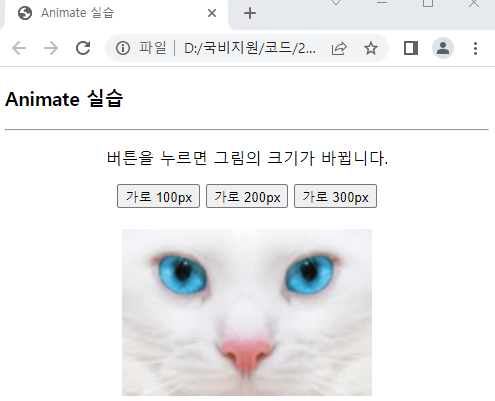 Animate 실습
파일 D:/국비지원/코드/2...
Animate 실습
버튼을 누르면 그림의 크기가 바뀝니다.
가로 100px 가로 200px 가로 300px